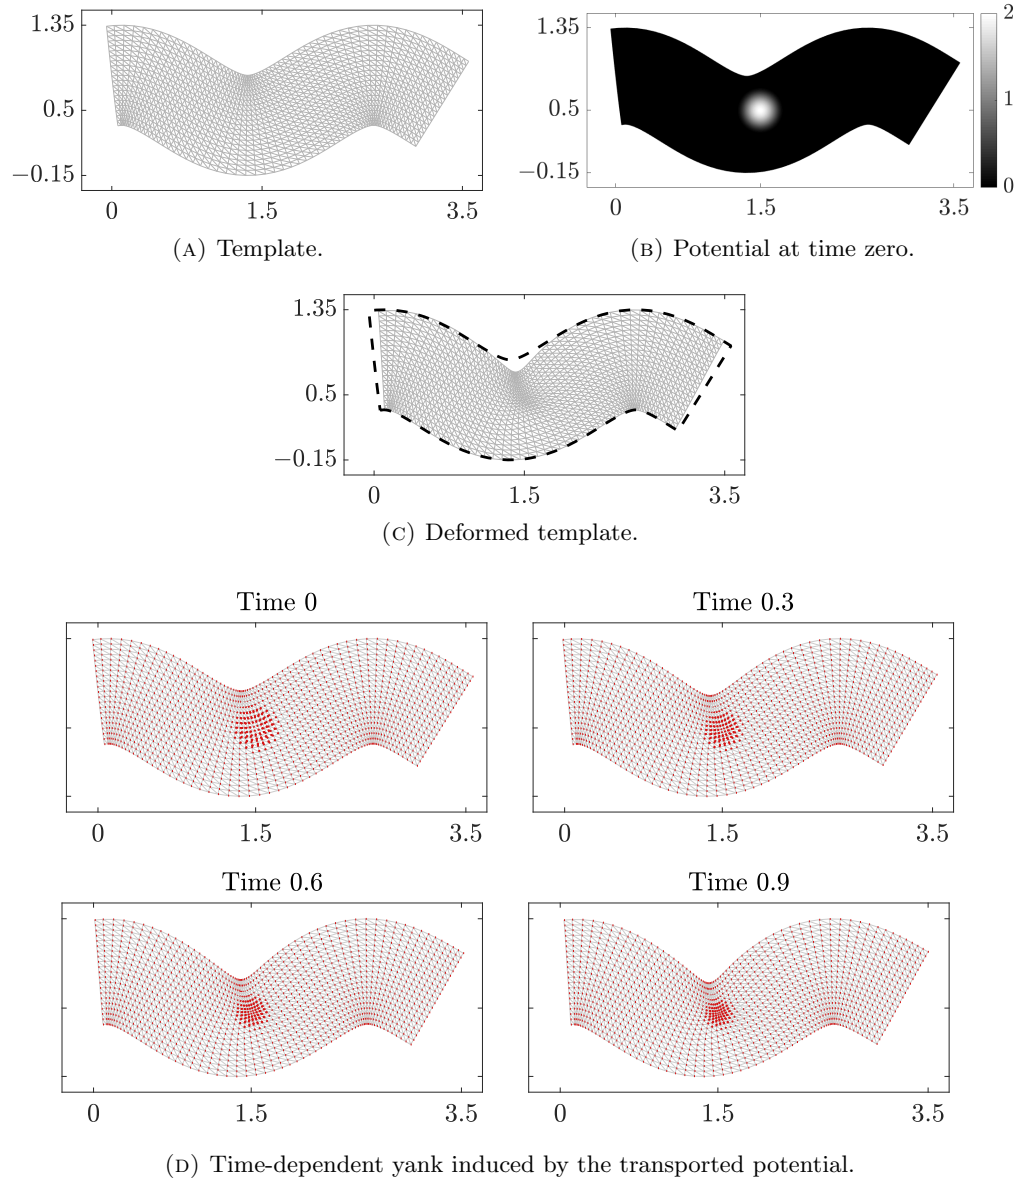 1.35
0.5
−0.15
0 1.5 3.5
(A) Template.
1.35
0.5
−0.15
0 1.5 3.5
2
1
0
(B) Potential at time zero.
1.35
0.5
−0.15
0 1.5 3.5
(C) Deformed template.
Time 0
0 1.5 3.5
Time 0.3
0 1.5 3.5
Time 0.6
0 1.5 3.5
Time 0.9
0 1.5 3.5
(D) Time-dependent yank induced by the transported potential.